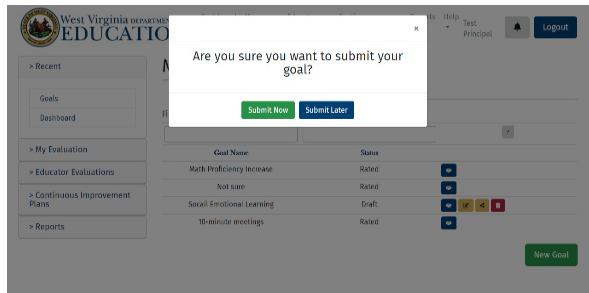 West Virginia DEPARTMENT
EDUCATIO
Help
Test
Principal
Logout
×
Are you sure you want to submit your
goal?
Submit Now
Submit Later
> Recent
Goals
Dashboard
> My Evaluation
> Educator Evaluations
> Continuous Improvement
Plans
> Reports
Goal Name
Status
Math Proficiency Increase
Rated
Not sure
Rated
Socail Emotional Learning
Draft
10-minute meetings
Rated
New Goal